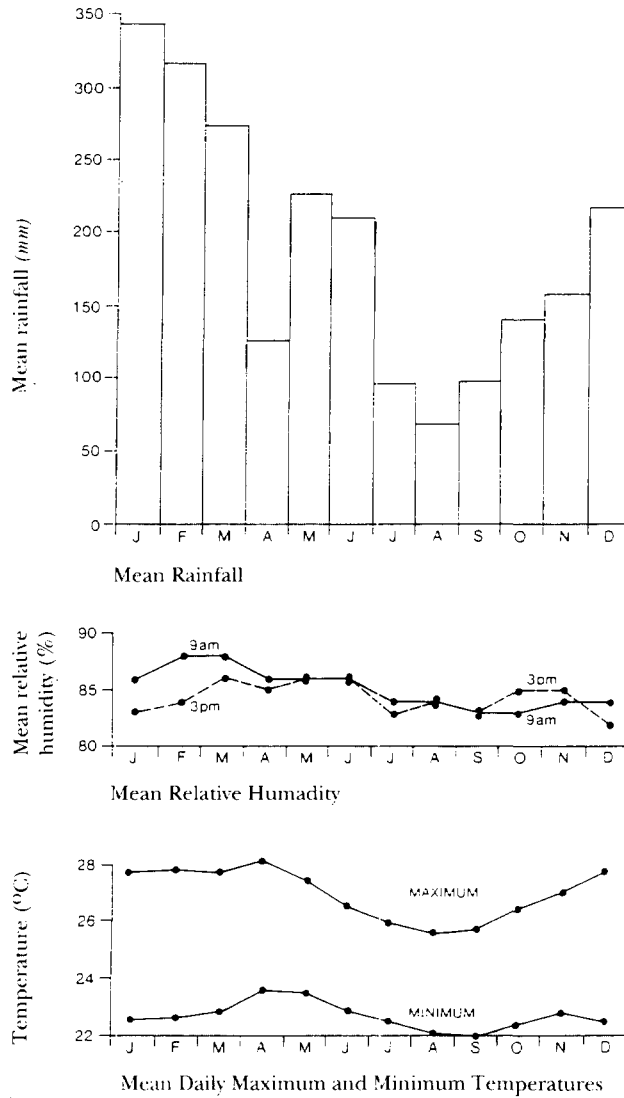 350
300
250
200
150
100
50
0
Mean rainfall (mm)
J F M A M J J A S O N D
Mean Rainfall
90
85
80
Mean relative
humidity (%)
9am
3pm
3pm
9am
J F M A M J J A S O N D
Mean Relative Humadity
28
26
24
22
Temperature (ºC)
MAXIMUM
MINIMUM
J F M A M J J A S O N D
Mean Daily Maximum and Minimum Temperatures